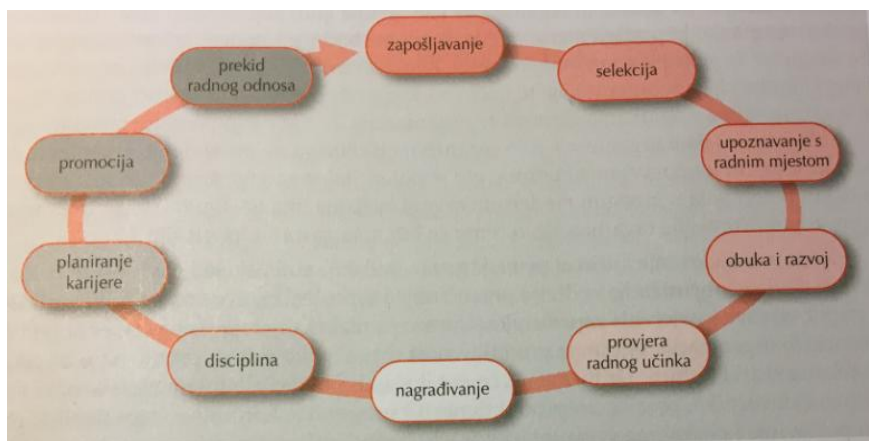 zapošljavanje
selekcija
upoznavanje s
radnim mjestom
obuka i razvoj
provjera
radnog učinka
nagrađivanje
disciplina
planiranje
karijere
promocija
prekid
radnog odnosa